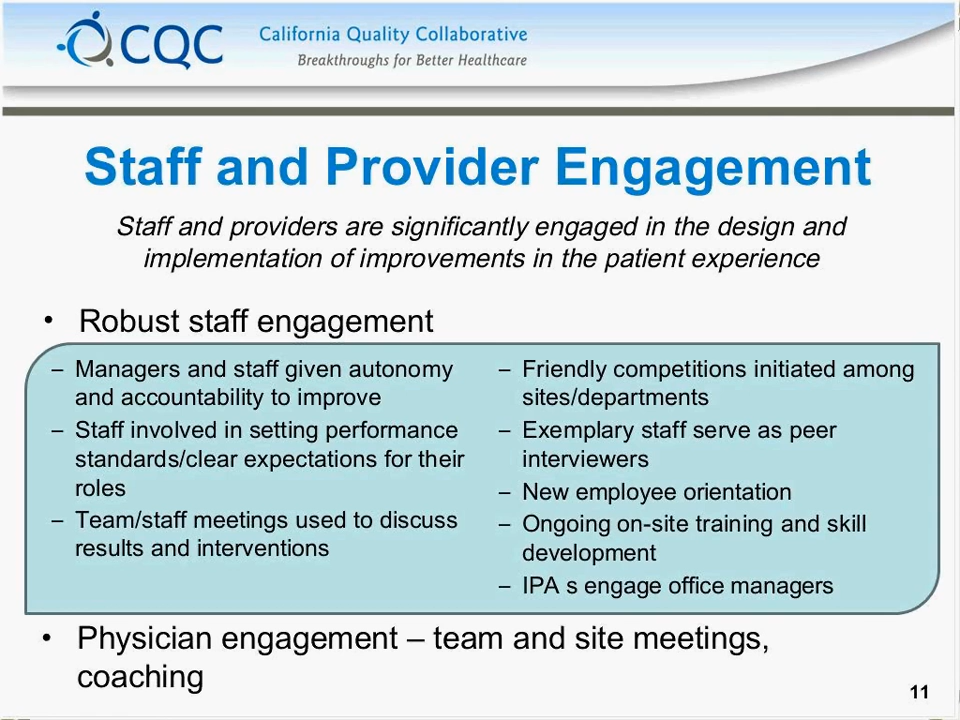 CQC
California Quality Collaborative
Breakthroughs for Better Healthcare
Staff and Provider Engagement
Staff and providers are significantly engaged in the design and
implementation of improvements in the patient experience
• Robust staff engagement
– Managers and staff given autonomy
and accountability to improve
– Staff involved in setting performance
standards/clear expectations for their
roles
– Team/staff meetings used to discuss
results and interventions
– Friendly competitions initiated among
sites/departments
– Exemplary staff serve as peer
interviewers
– New employee orientation
– Ongoing on-site training and skill
development
– IPA s engage office managers
• Physician engagement – team and site meetings,
coaching
11